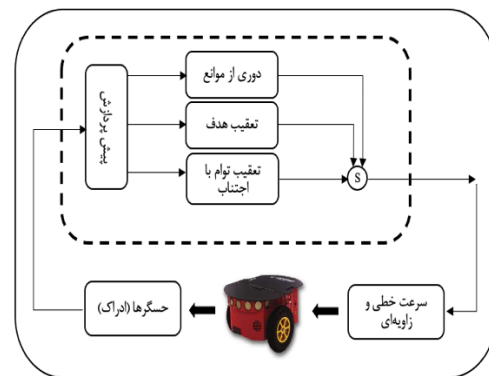 دوری از موانع
پیش پردازش
تعقیب هدف
تعقیب توام با
اجتناب
S
سرعت خطی و
زاویه‌ای
حسگرها (ادراک)